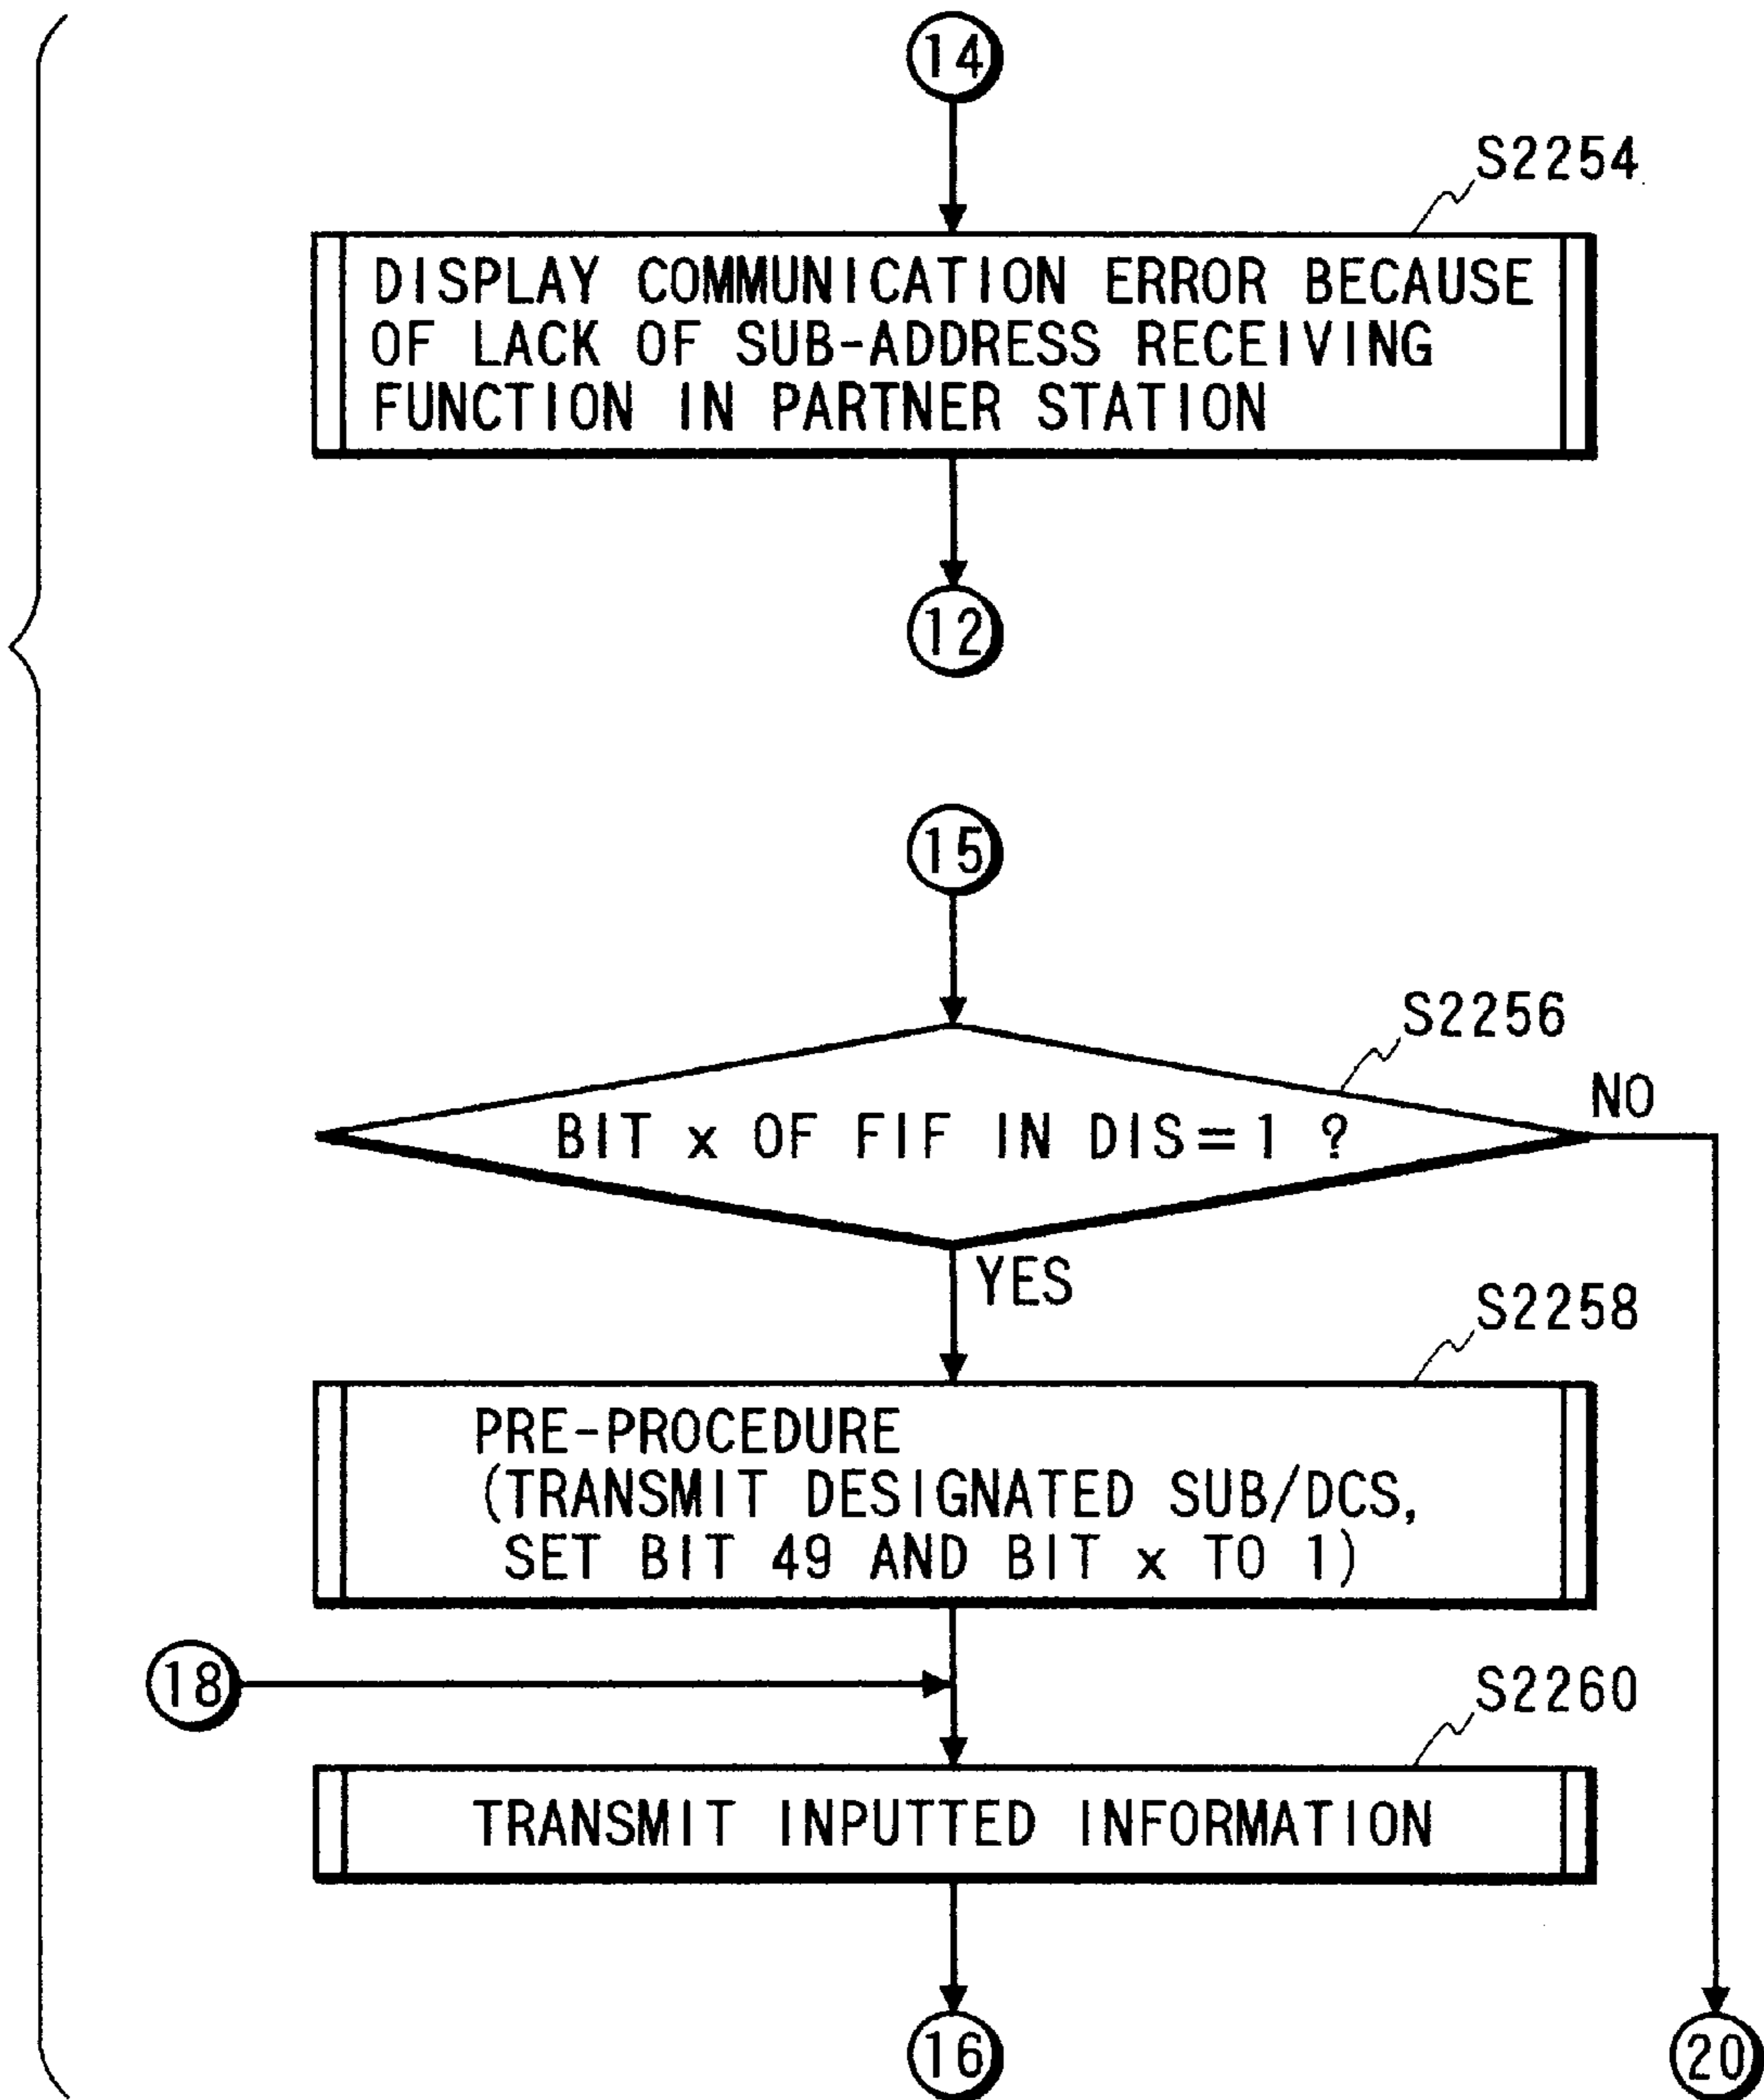 14
S2254
DISPLAY COMMUNICATION ERROR BECAUSE
OF LACK OF SUB-ADDRESS RECEIVING
FUNCTION IN PARTNER STATION
12
15
S2256
BIT x OF FIF IN DIS=1 ?
NO
YES
S2258
PRE-PROCEDURE
(TRANSMIT DESIGNATED SUB/DCS,
SET BIT 49 AND BIT x TO 1)
18
S2260
TRANSMIT INPUTTED INFORMATION
16
20